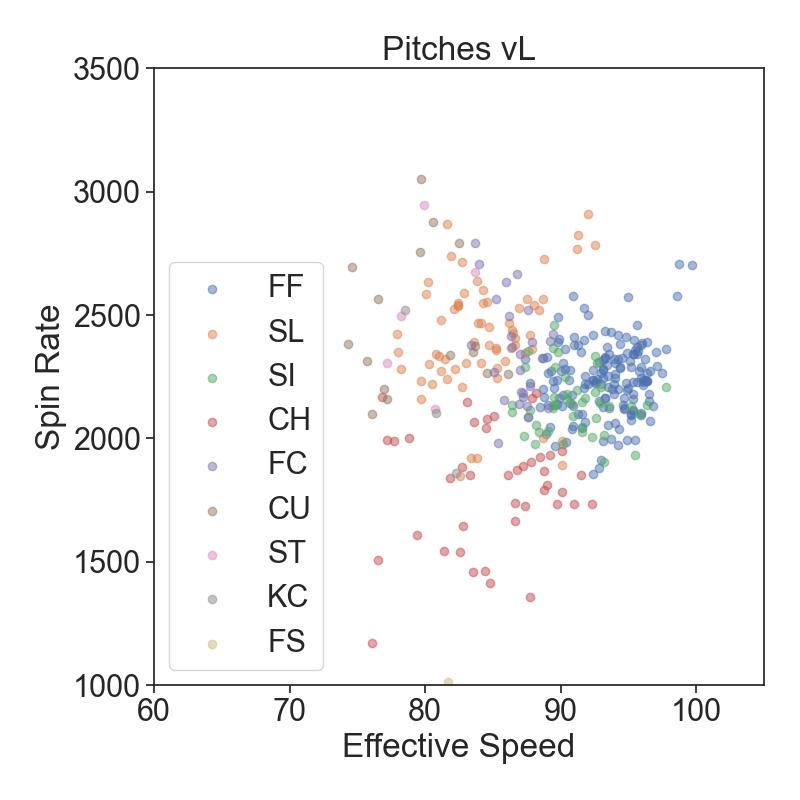 Pitches vL
3500
3000
2500
2000
1500
1000
Spin Rate
FF
SL
SI
CH
FC
CU
ST
KC
FS
60 70 80 90 100
Effective Speed